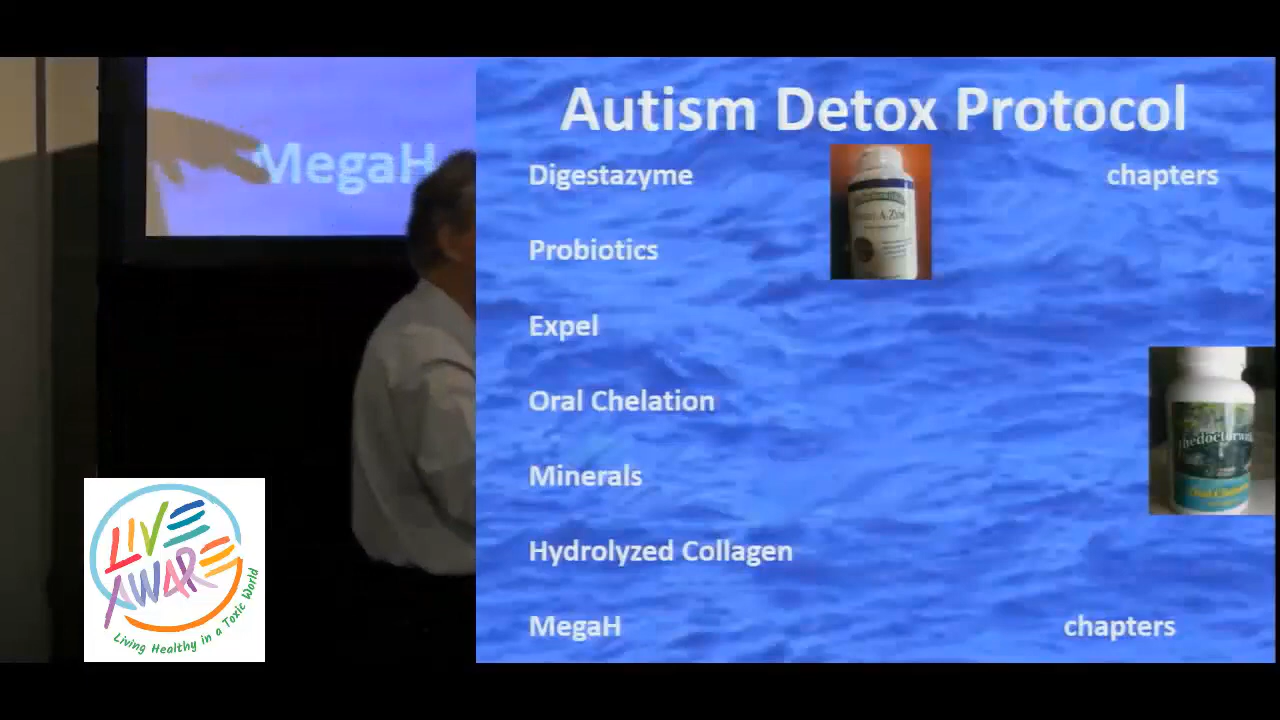 MegaH
Autism Detox Protocol
Digestazyme
chapters
Probiotics
Expel
Oral Chelation
Minerals
Hydrolyzed Collagen
MegaH
chapters
LIVE
AWARE
Living Healthy in a Toxic World